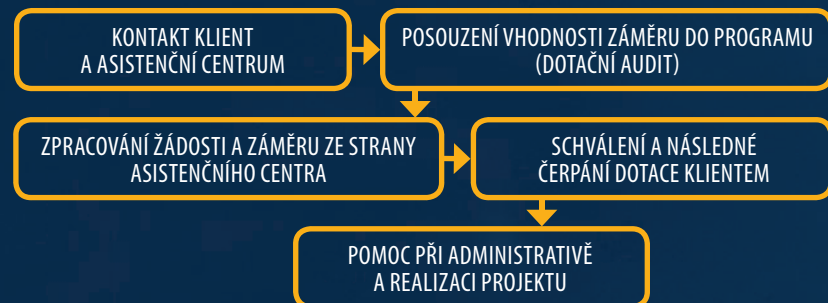 KONTAKT KLIENT
A ASISTENČNÍ CENTRUM
POSOUZENÍ VHODNOSTI ZÁMĚRU DO PROGRAMU
(DOTAČNÍ AUDIT)
ZPRACOVÁNÍ ŽÁDOSTI A ZÁMĚRU ZE STRANY
ASISTENČNÍHO CENTRA
SCHVÁLENÍ A NÁSLEDNÉ
ČERPÁNÍ DOTACE KLIENTEM
POMOC PŘI ADMINISTRATIVĚ
A REALIZACI PROJEKTU